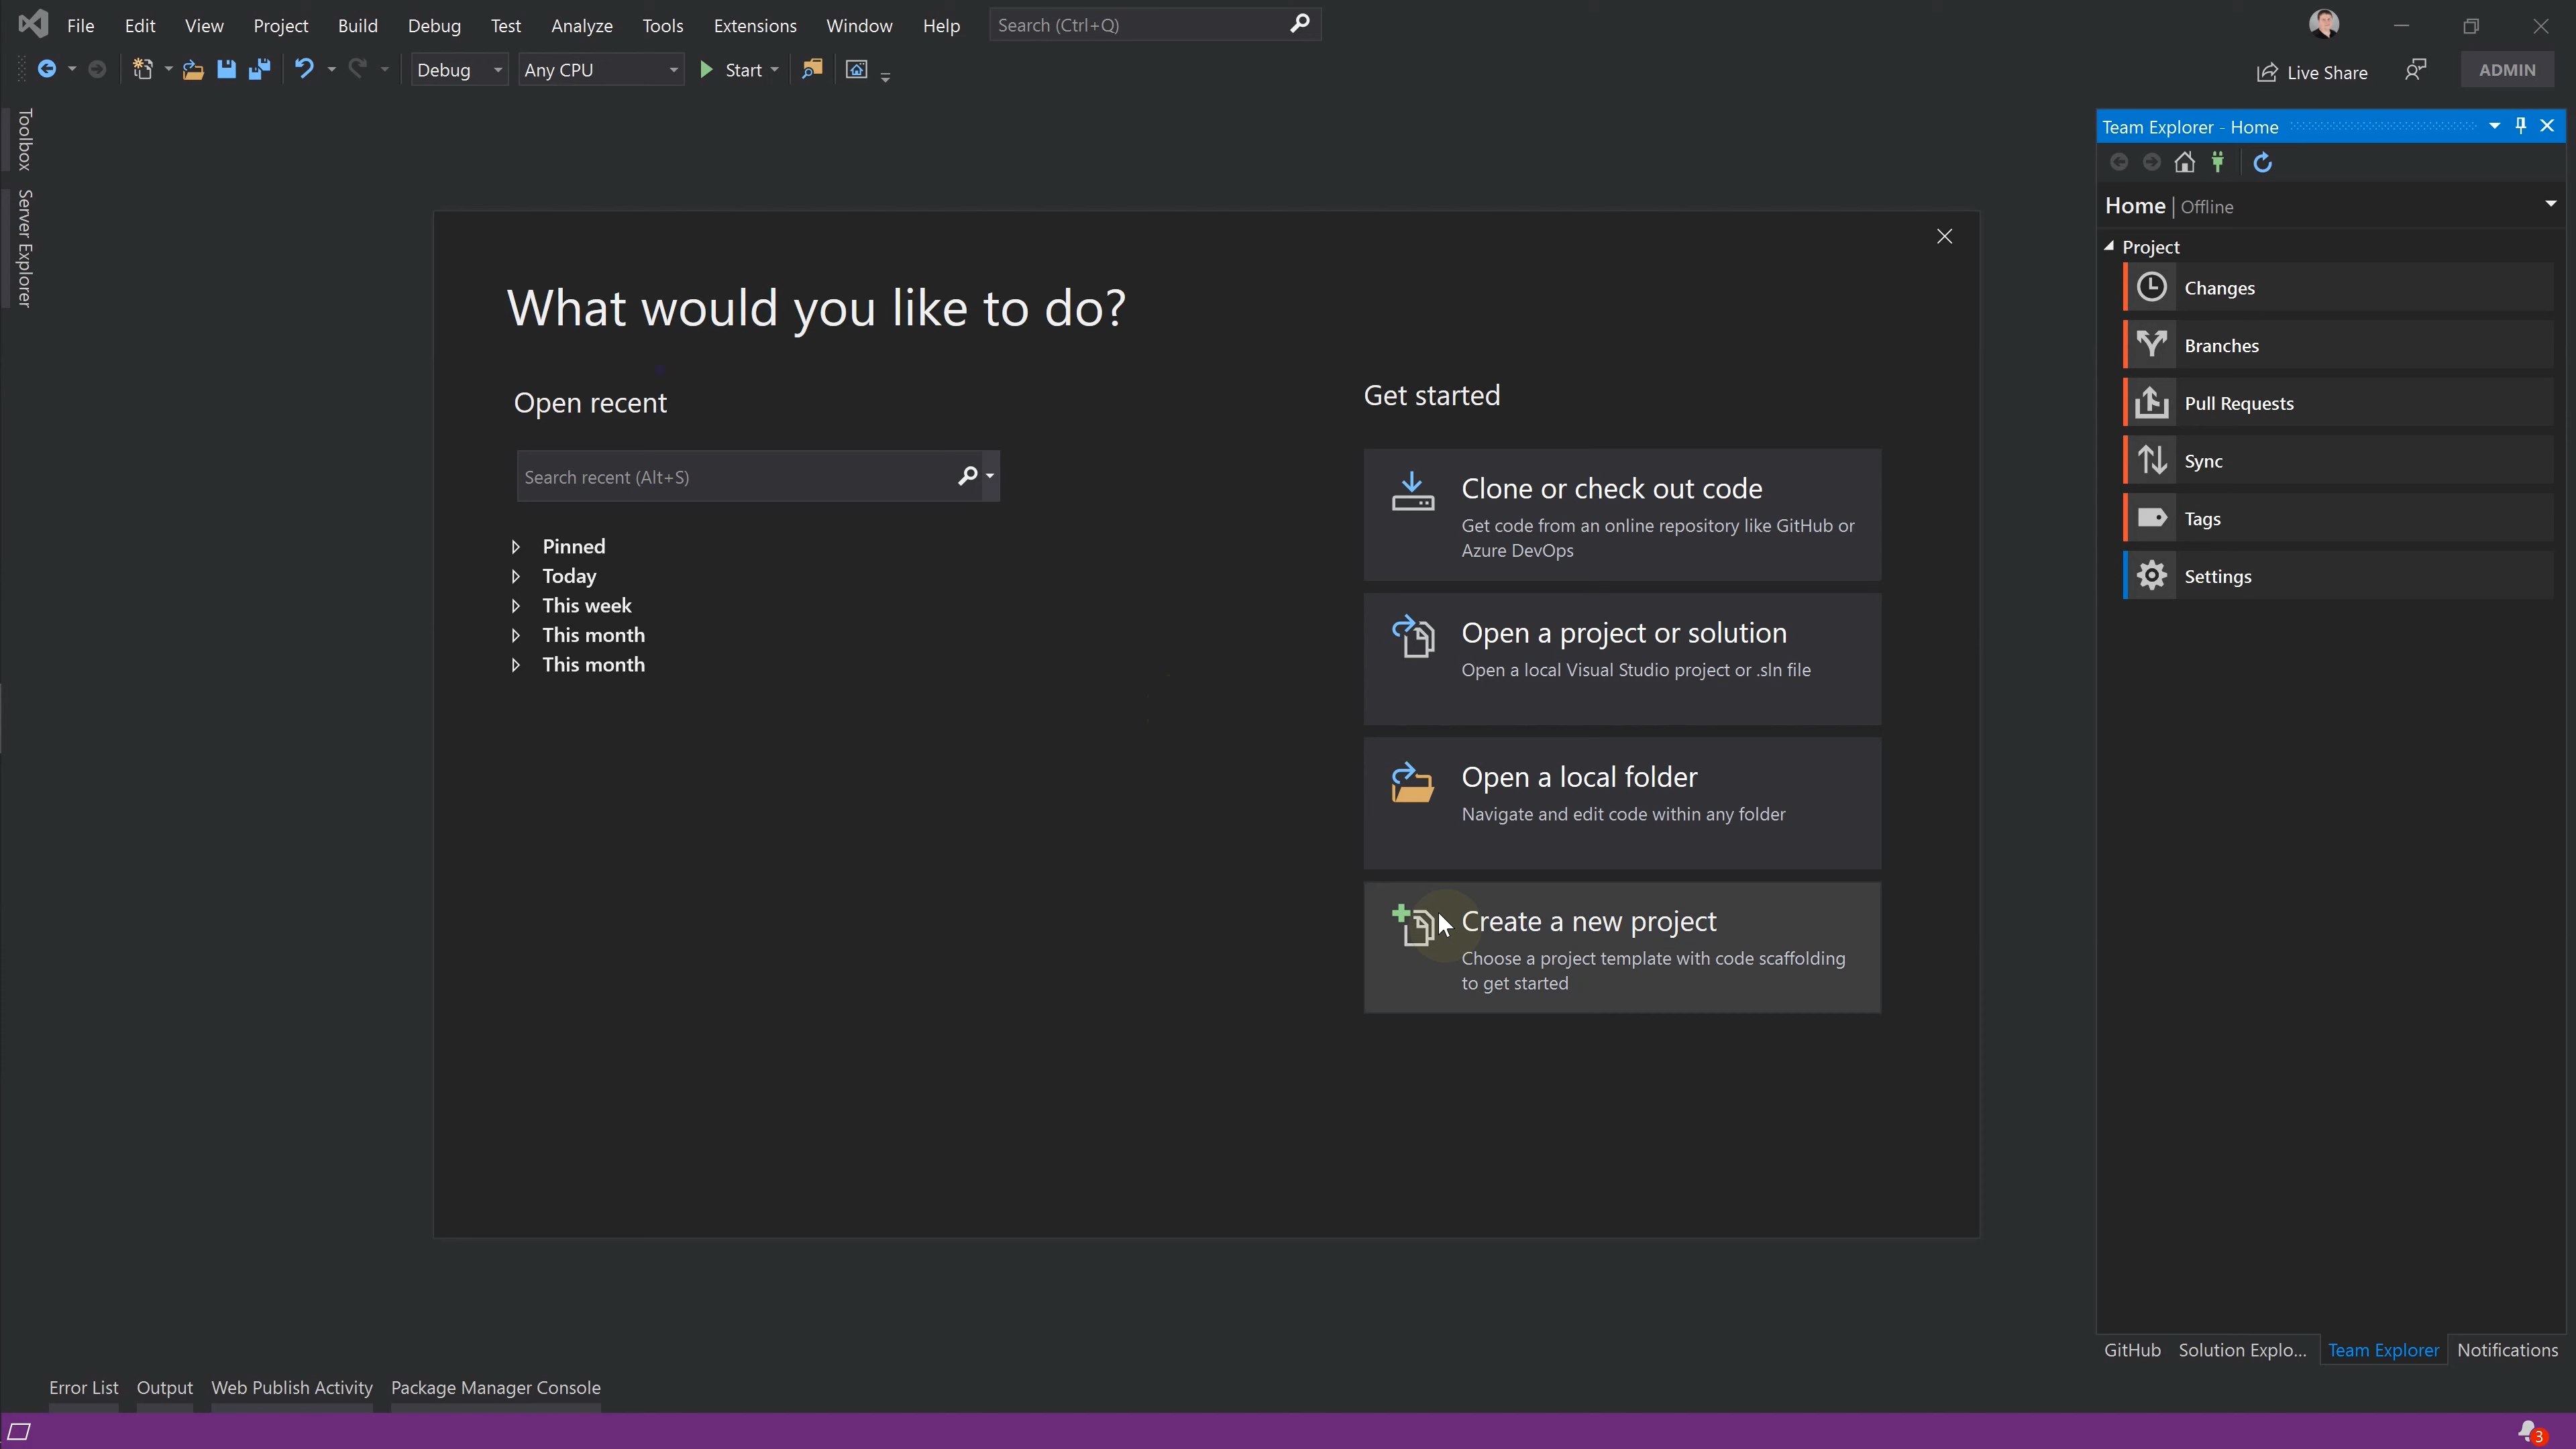 File Edit View Project Build Debug Test Analyze Tools Extensions Window Help Search (Ctrl+Q)
Debug Any CPU Start Live Share ADMIN
Toolbox
Server Explorer
What would you like to do?
Open recent
Search recent (Alt+S)
Pinned
Today
This week
This month
This month
Get started
Clone or check out code
Get code from an online repository like GitHub or
Azure DevOps
Open a project or solution
Open a local Visual Studio project or .sln file
Open a local folder
Navigate and edit code within any folder
Create a new project
Choose a project template with code scaffolding
to get started
Team Explorer - Home
Home | Offline
Project
Changes
Branches
Pull Requests
Sync
Tags
Settings
GitHub Solution Explo... Team Explorer Notifications
Error List Output Web Publish Activity Package Manager Console
3